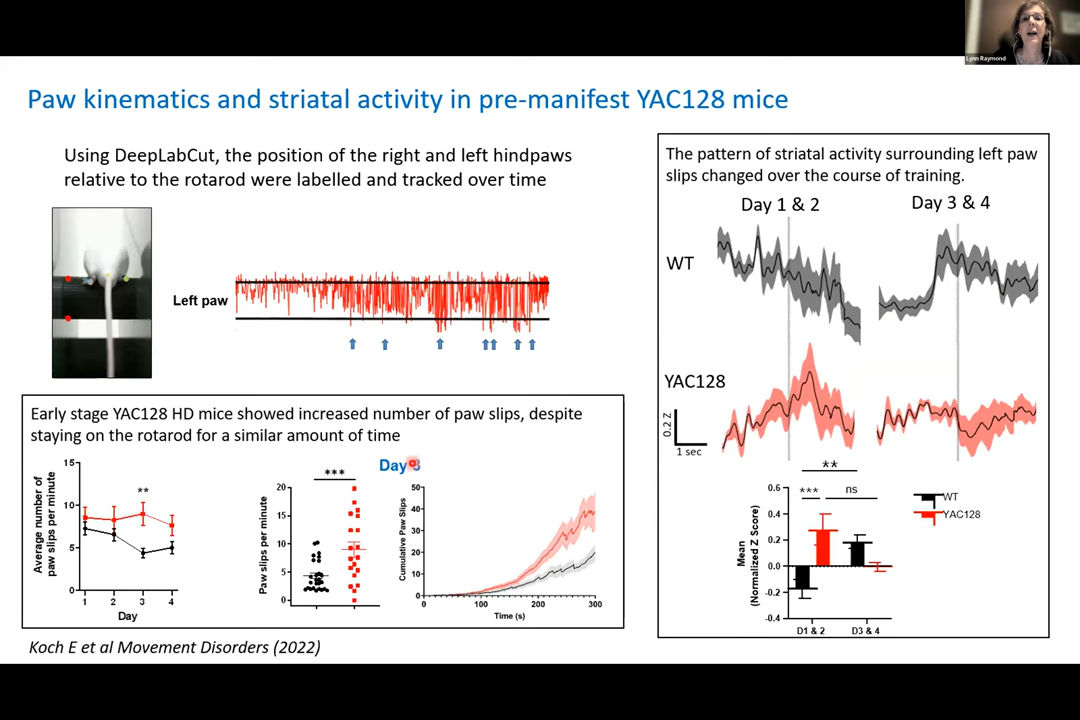 Lynn Raymond
Paw kinematics and striatal activity in pre-manifest YAC128 mice
Using DeepLabCut, the position of the right and left hindpaws
relative to the rotarod were labelled and tracked over time
Left paw
Early stage YAC128 HD mice showed increased number of paw slips, despite
staying on the rotarod for a similar amount of time
Average number of
paw slips per minute
15
10
5
0
**
1 2 3 4
Day
Day 3
Paw slips per minute
20
15
10
5
0
***
Cumulative Paw Slips
50
40
30
20
10
0
0 100 200 300
Time (s)
Koch E et al Movement Disorders (2022)
The pattern of striatal activity surrounding left paw
slips changed over the course of training.
Day 1 & 2
Day 3 & 4
WT
YAC128
0.2 Z
1 sec
**
*** ns
Mean
(Normalized Z Score)
0.6
0.4
0.2
0.0
-0.2
-0.4
D1 & 2 D3 & 4
WT
YAC128